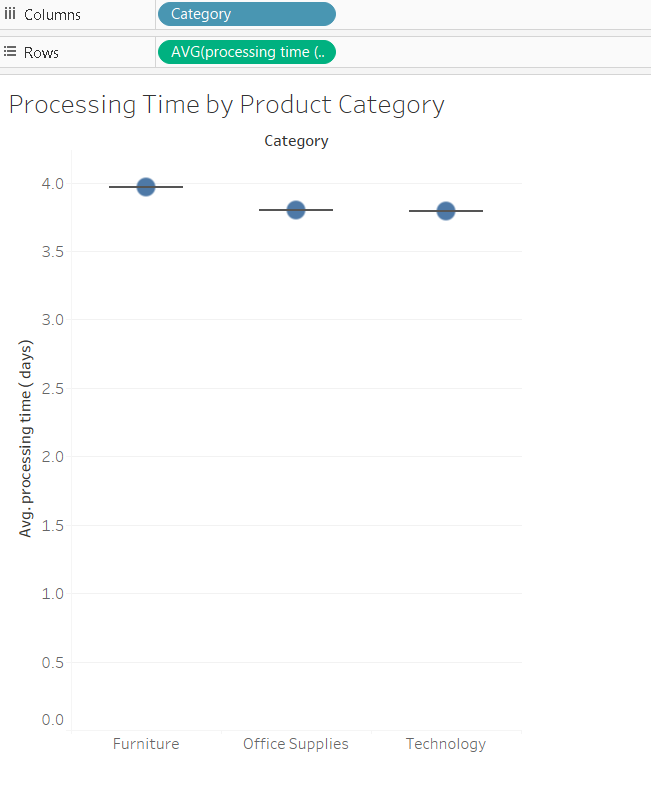 Columns
Category
Rows
AVG(processing time (..
Processing Time by Product Category
Category
4.0
3.5
3.0
2.5
2.0
1.5
1.0
0.5
0.0
Avg. processing time ( days)
Furniture
Office Supplies
Technology